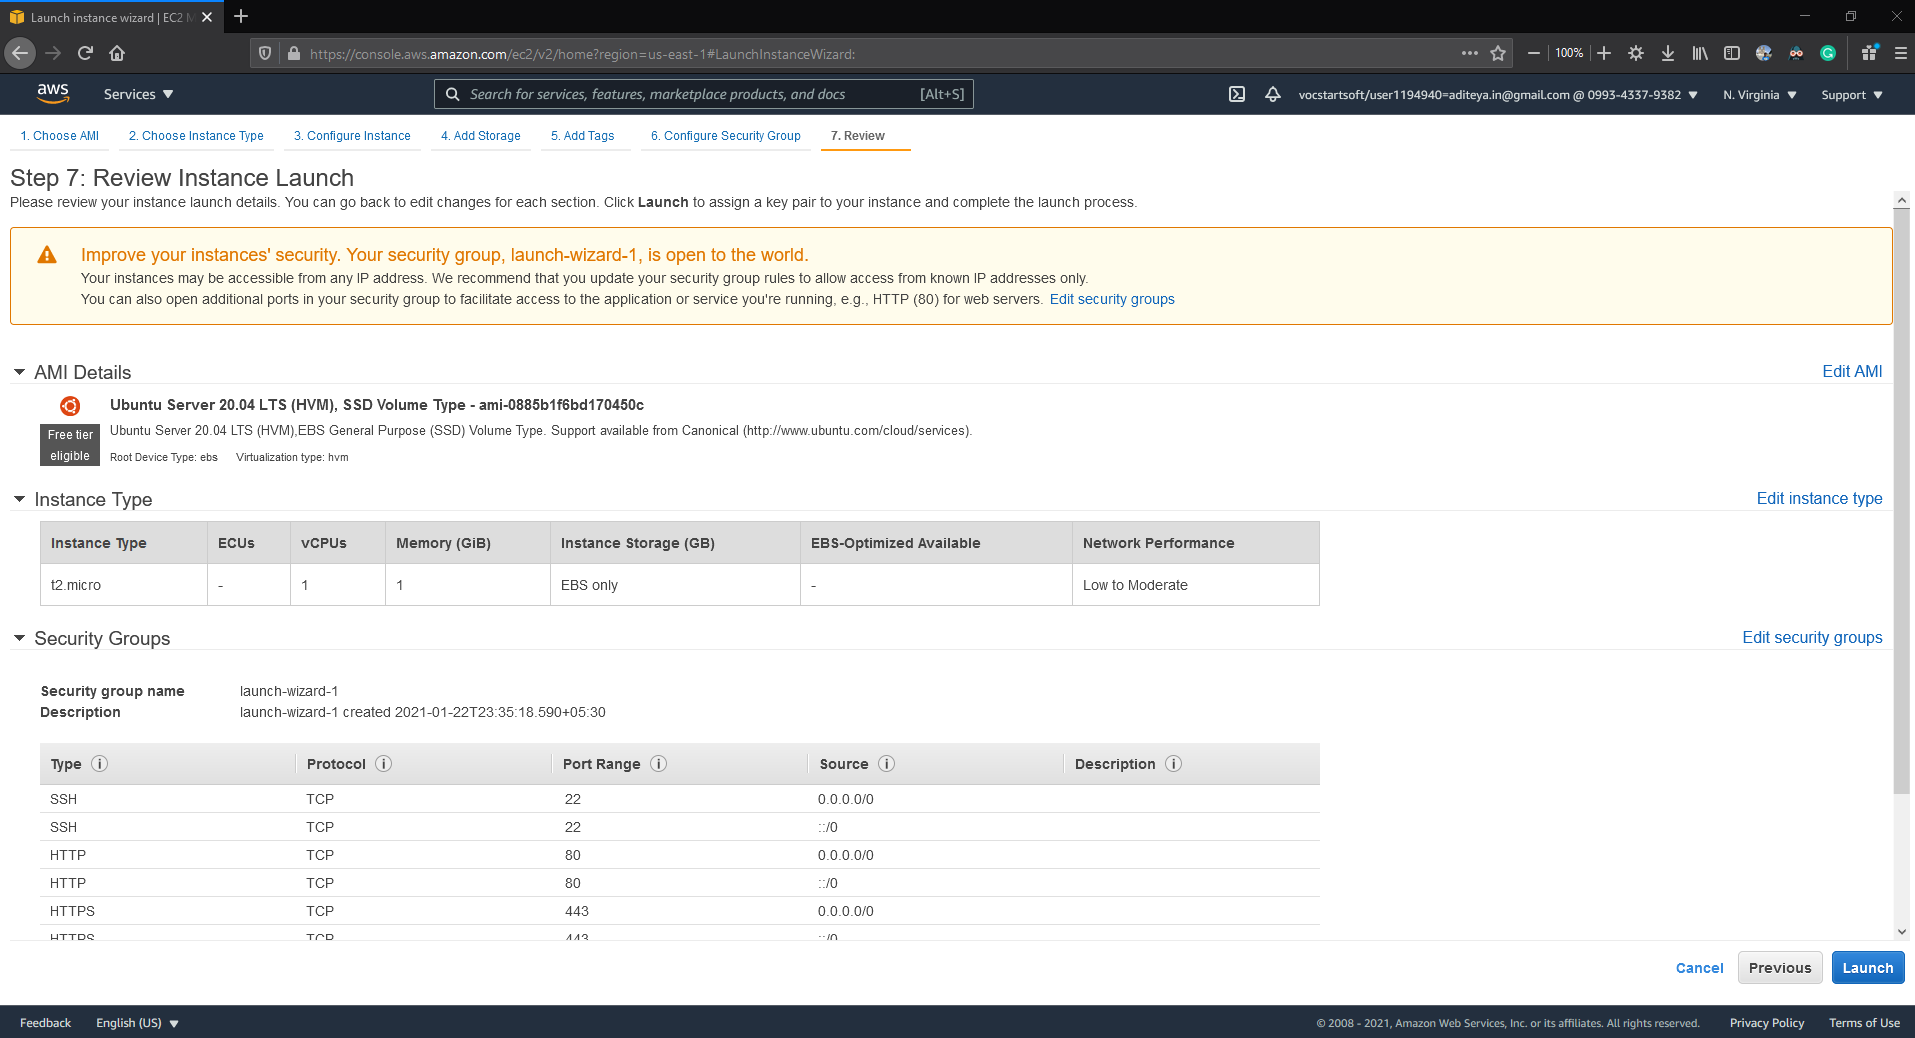 Launch instance wizard | EC2 M
https://console.aws.amazon.com/ec2/v2/home?region=us-east-1#LaunchInstanceWizard:
100%
aws
Services
Search for services, features, marketplace products, and docs
[Alt+S]
vocstartsoft/user1194940=aditeya.in@gmail.com @ 0993-4337-9382
N. Virginia
Support
1. Choose AMI
2. Choose Instance Type
3. Configure Instance
4. Add Storage
5. Add Tags
6. Configure Security Group
7. Review
Step 7: Review Instance Launch
Please review your instance launch details. You can go back to edit changes for each section. Click Launch to assign a key pair to your instance and complete the launch process.
Improve your instances' security. Your security group, launch-wizard-1, is open to the world.
Your instances may be accessible from any IP address. We recommend that you update your security group rules to allow access from known IP addresses only.
You can also open additional ports in your security group to facilitate access to the application or service you're running, e.g., HTTP (80) for web servers. Edit security groups
AMI Details
Edit AMI
Ubuntu Server 20.04 LTS (HVM), SSD Volume Type - ami-0885b1f6bd170450c
Free tier
eligible
Ubuntu Server 20.04 LTS (HVM),EBS General Purpose (SSD) Volume Type. Support available from Canonical (http://www.ubuntu.com/cloud/services).
Root Device Type: ebs Virtualization type: hvm
Instance Type
Edit instance type
Instance Type ECUs vCPUs Memory (GiB) Instance Storage (GB) EBS-Optimized Available Network Performance
t2.micro - 1 1 EBS only - Low to Moderate
Security Groups
Edit security groups
Security group name launch-wizard-1
Description launch-wizard-1 created 2021-01-22T23:35:18.590+05:30
Type i Protocol i Port Range i Source i Description i
SSH TCP 22 0.0.0.0/0
SSH TCP 22 ::/0
HTTP TCP 80 0.0.0.0/0
HTTP TCP 80 ::/0
HTTPS TCP 443 0.0.0.0/0
HTTPS TCP 443 ::/0
Cancel
Previous
Launch
Feedback
English (US)
© 2008 - 2021, Amazon Web Services, Inc. or its affiliates. All rights reserved.
Privacy Policy
Terms of Use